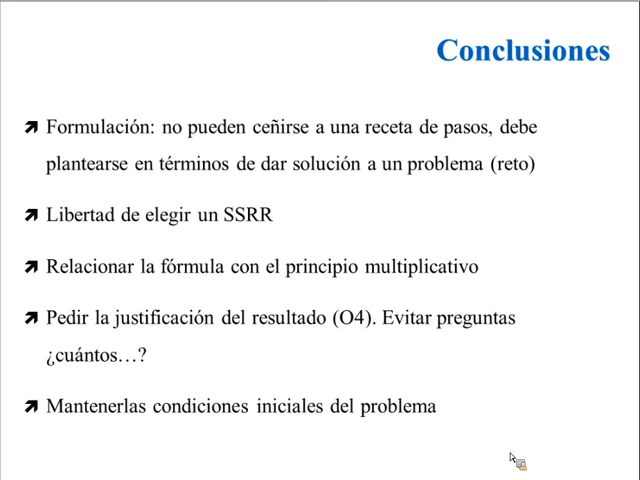 Conclusiones
Formulación: no pueden ceñirse a una receta de pasos, debe
plantearse en términos de dar solución a un problema (reto)
Libertad de elegir un SSRR
Relacionar la fórmula con el principio multiplicativo
Pedir la justificación del resultado (O4). Evitar preguntas
¿cuántos…?
Mantenerlas condiciones iniciales del problema